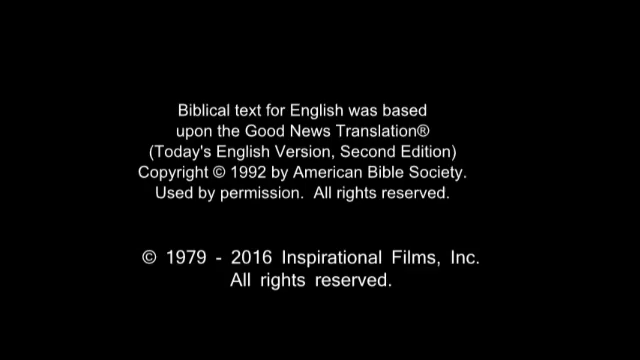 Biblical text for English was based
upon the Good News Translation®
(Today's English Version, Second Edition)
Copyright © 1992 by American Bible Society.
Used by permission.  All rights reserved.
© 1979 - 2016 Inspirational Films, Inc.
All rights reserved.